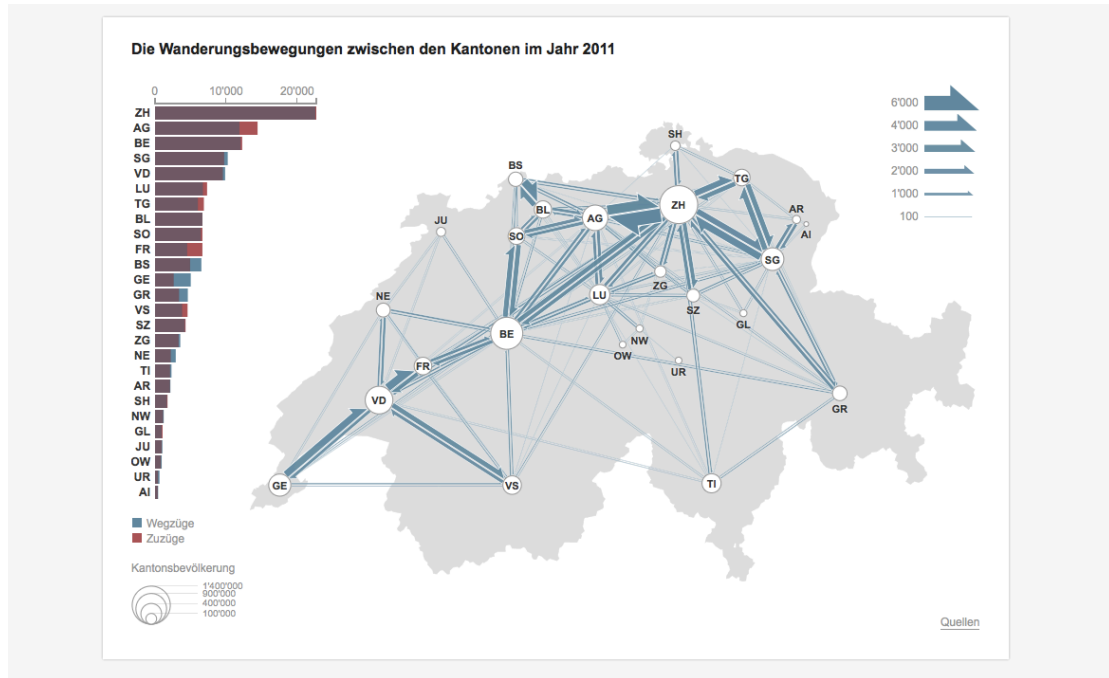 Die Wanderungsbewegungen zwischen den Kantonen im Jahr 2011
0 10'000 20'000
ZH
AG
BE
SG
VD
LU
TG
BL
SO
FR
BS
GE
GR
VS
SZ
ZG
NE
TI
AR
SH
NW
GL
JU
OW
UR
AI
Wegzüge
Zuzüge
Kantonsbevölkerung
1'400'000
900'000
400'000
100'000
6'000
4'000
3'000
2'000
1'000
100
SH
BS
TG
ZH
BL
AG
AR
JU
AI
SO
SG
ZG
LU
SZ
NE
GL
BE
NW
OW
FR
UR
GR
VD
TI
GE
VS
Quellen